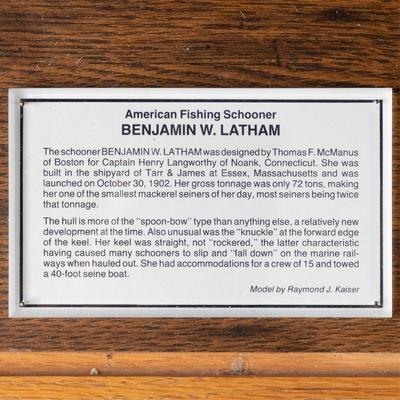 American Fishing Schooner
BENJAMIN W. LATHAM
The schooner BENJAMIN W. LATHAM was designed by Thomas F. McManus
of Boston for Captain Henry Langworthy of Noank, Connecticut. She was
built in the shipyard of Tarr & James at Essex, Massachusetts and was
launched on October 30, 1902. Her gross tonnage was only 72 tons, making
her one of the smallest mackerel seiners of her day, most seiners being twice
that tonnage.
The hull is more of the "spoon-bow" type than anything else, a relatively new
development at the time. Also unusual was the "knuckle" at the forward edge
of the keel. Her keel was straight, not "rockered," the latter characteristic
having caused many schooners to slip and "fall down" on the marine rail-
ways when hauled out. She had accommodations for a crew of 15 and towed
a 40-foot seine boat.
Model by Raymond J. Kaiser